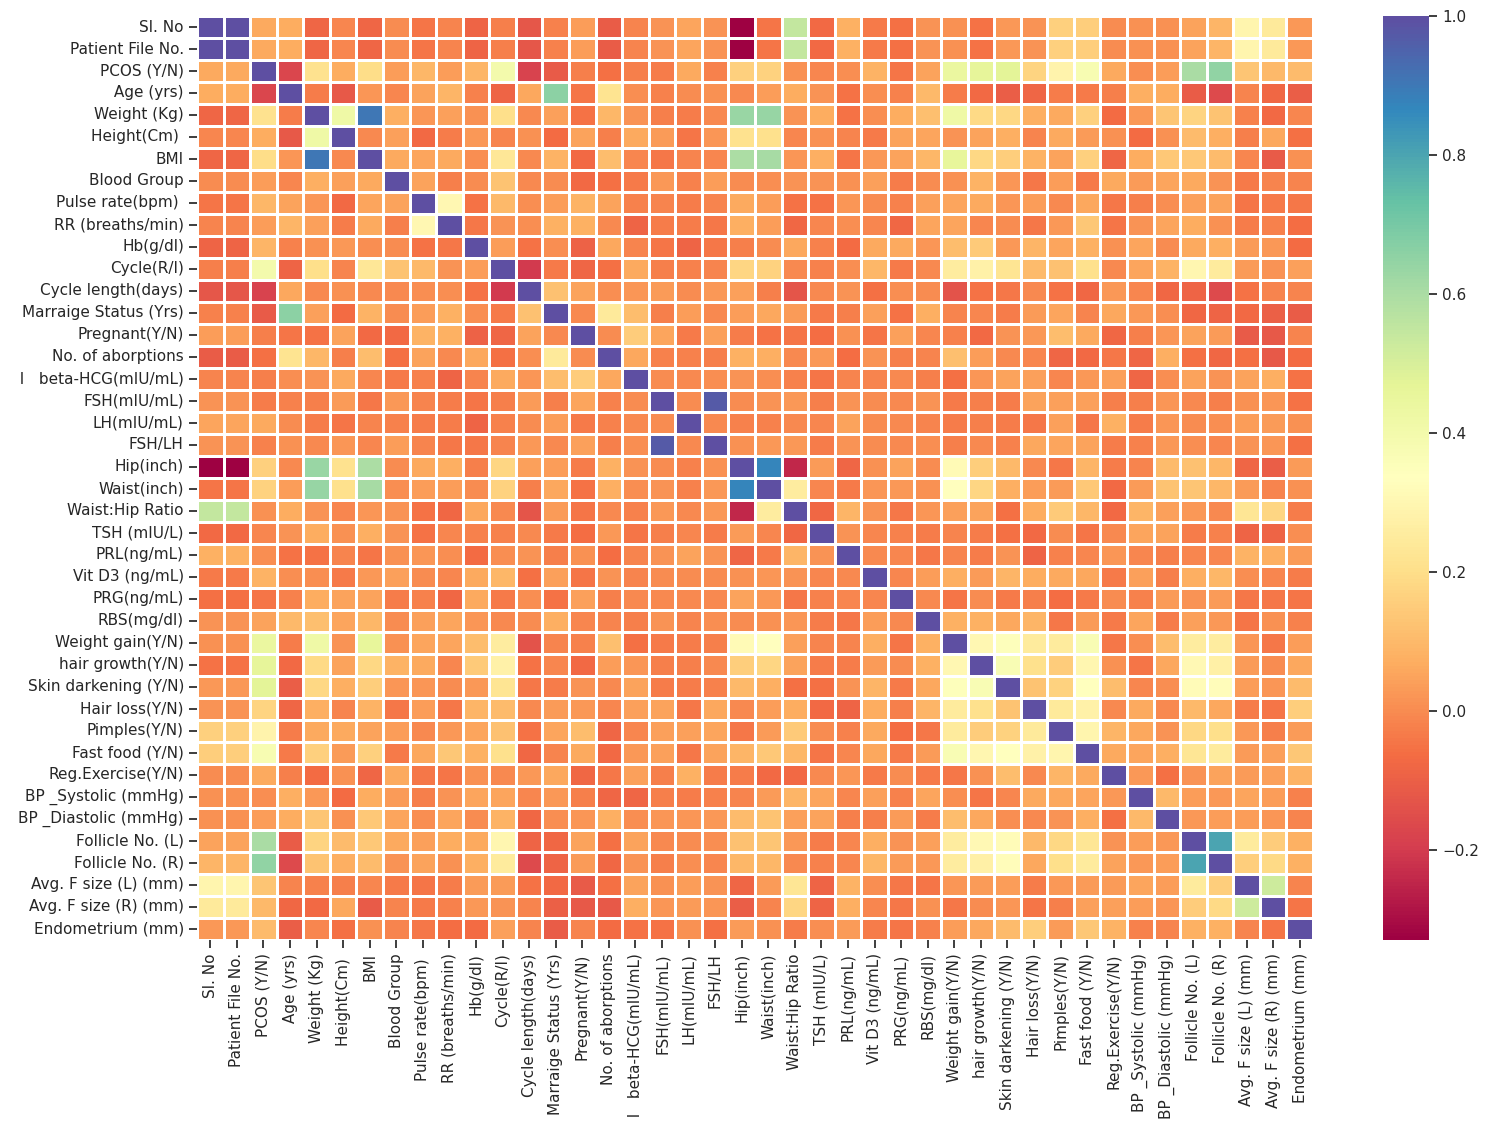 Sl. No
Patient File No.
PCOS (Y/N)
Age (yrs)
Weight (Kg)
Height(Cm)
BMI
Blood Group
Pulse rate(bpm)
RR (breaths/min)
Hb(g/dl)
Cycle(R/I)
Cycle length(days)
Marraige Status (Yrs)
Pregnant(Y/N)
No. of aborptions
I beta-HCG(mIU/mL)
FSH(mIU/mL)
LH(mIU/mL)
FSH/LH
Hip(inch)
Waist(inch)
Waist:Hip Ratio
TSH (mIU/L)
PRL(ng/mL)
Vit D3 (ng/mL)
PRG(ng/mL)
RBS(mg/dl)
Weight gain(Y/N)
hair growth(Y/N)
Skin darkening (Y/N)
Hair loss(Y/N)
Pimples(Y/N)
Fast food (Y/N)
Reg.Exercise(Y/N)
BP _Systolic (mmHg)
BP _Diastolic (mmHg)
Follicle No. (L)
Follicle No. (R)
Avg. F size (L) (mm)
Avg. F size (R) (mm)
Endometrium (mm)
Sl. No
Patient File No.
PCOS (Y/N)
Age (yrs)
Weight (Kg)
Height(Cm)
BMI
Blood Group
Pulse rate(bpm)
RR (breaths/min)
Hb(g/dl)
Cycle(R/I)
Cycle length(days)
Marraige Status (Yrs)
Pregnant(Y/N)
No. of aborptions
I beta-HCG(mIU/mL)
FSH(mIU/mL)
LH(mIU/mL)
FSH/LH
Hip(inch)
Waist(inch)
Waist:Hip Ratio
TSH (mIU/L)
PRL(ng/mL)
Vit D3 (ng/mL)
PRG(ng/mL)
RBS(mg/dl)
Weight gain(Y/N)
hair growth(Y/N)
Skin darkening (Y/N)
Hair loss(Y/N)
Pimples(Y/N)
Fast food (Y/N)
Reg.Exercise(Y/N)
BP _Systolic (mmHg)
BP _Diastolic (mmHg)
Follicle No. (L)
Follicle No. (R)
Avg. F size (L) (mm)
Avg. F size (R) (mm)
Endometrium (mm)
1.0
0.8
0.6
0.4
0.2
0.0
−0.2